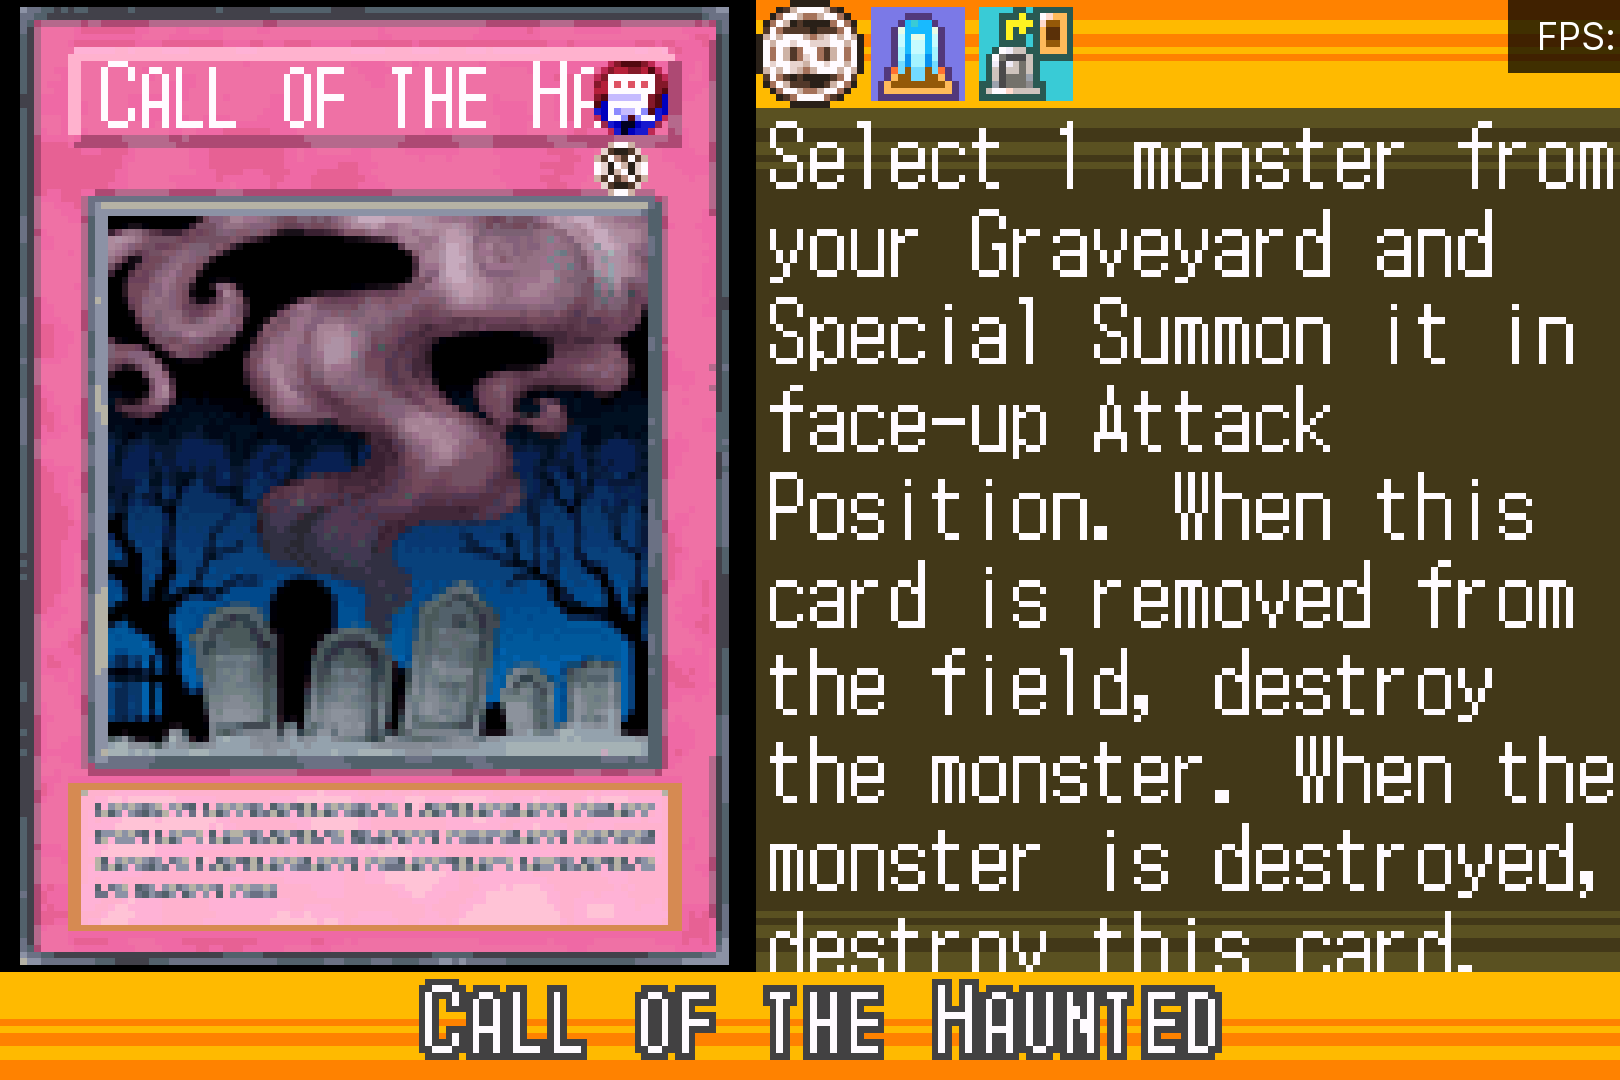 CALL OF THE HA
FPS:
Select 1 monster from
your Graveyard and
Special Summon it in
face-up Attack
Position. When this
card is removed from
the field, destroy
the monster. When the
monster is destroyed,
destroy this card.
CALL OF THE HAUNTED